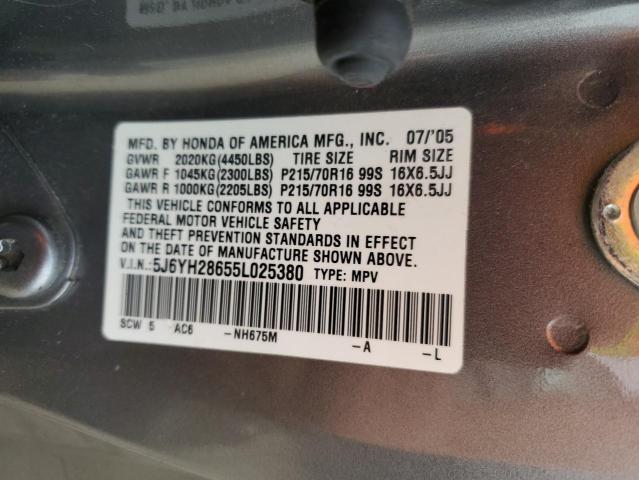 MFD. BY HONDA OF AMERICA MFG., INC. 07/'05
GVWR 2020KG(4450LBS) TIRE SIZE RIM SIZE
GAWR F 1045KG(2300LBS) P215/70R16 99S 16X6.5JJ
GAWR R 1000KG(2205LBS) P215/70R16 99S 16X6.5JJ
THIS VEHICLE CONFORMS TO ALL APPLICABLE
FEDERAL MOTOR VEHICLE SAFETY
AND THEFT PREVENTION STANDARDS IN EFFECT
ON THE DATE OF MANUFACTURE SHOWN ABOVE.
V.I.N.:5J6YH28655L025380 TYPE: MPV
SCW 5 AC6 -NH675M -A -L